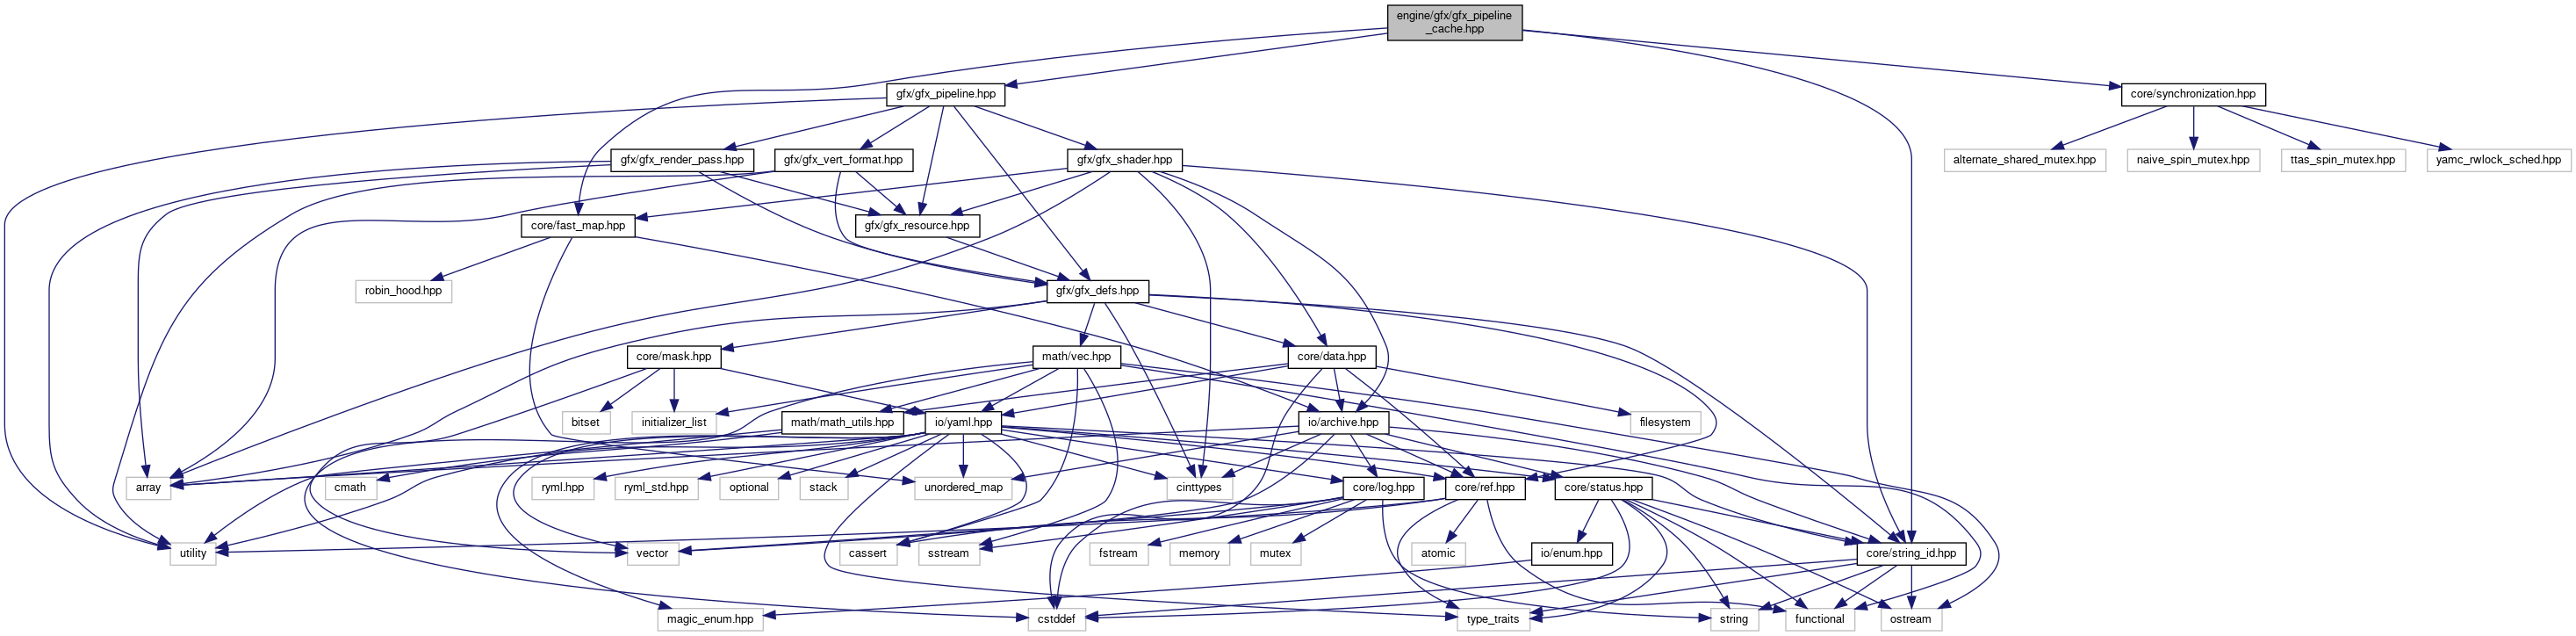 engine/gfx/gfx_pipeline
_cache.hpp
gfx/gfx_pipeline.hpp
core/synchronization.hpp
gfx/gfx_render_pass.hpp
gfx/gfx_vert_format.hpp
gfx/gfx_shader.hpp
alternate_shared_mutex.hpp
naive_spin_mutex.hpp
ttas_spin_mutex.hpp
yamc_rwlock_sched.hpp
core/fast_map.hpp
gfx/gfx_resource.hpp
robin_hood.hpp
gfx/gfx_defs.hpp
core/mask.hpp
math/vec.hpp
core/data.hpp
bitset
initializer_list
math/math_utils.hpp
io/yaml.hpp
io/archive.hpp
filesystem
array
cmath
ryml.hpp
ryml_std.hpp
optional
stack
unordered_map
cinttypes
core/log.hpp
core/ref.hpp
core/status.hpp
utility
vector
cassert
sstream
fstream
memory
mutex
atomic
io/enum.hpp
core/string_id.hpp
magic_enum.hpp
cstddef
type_traits
string
functional
ostream